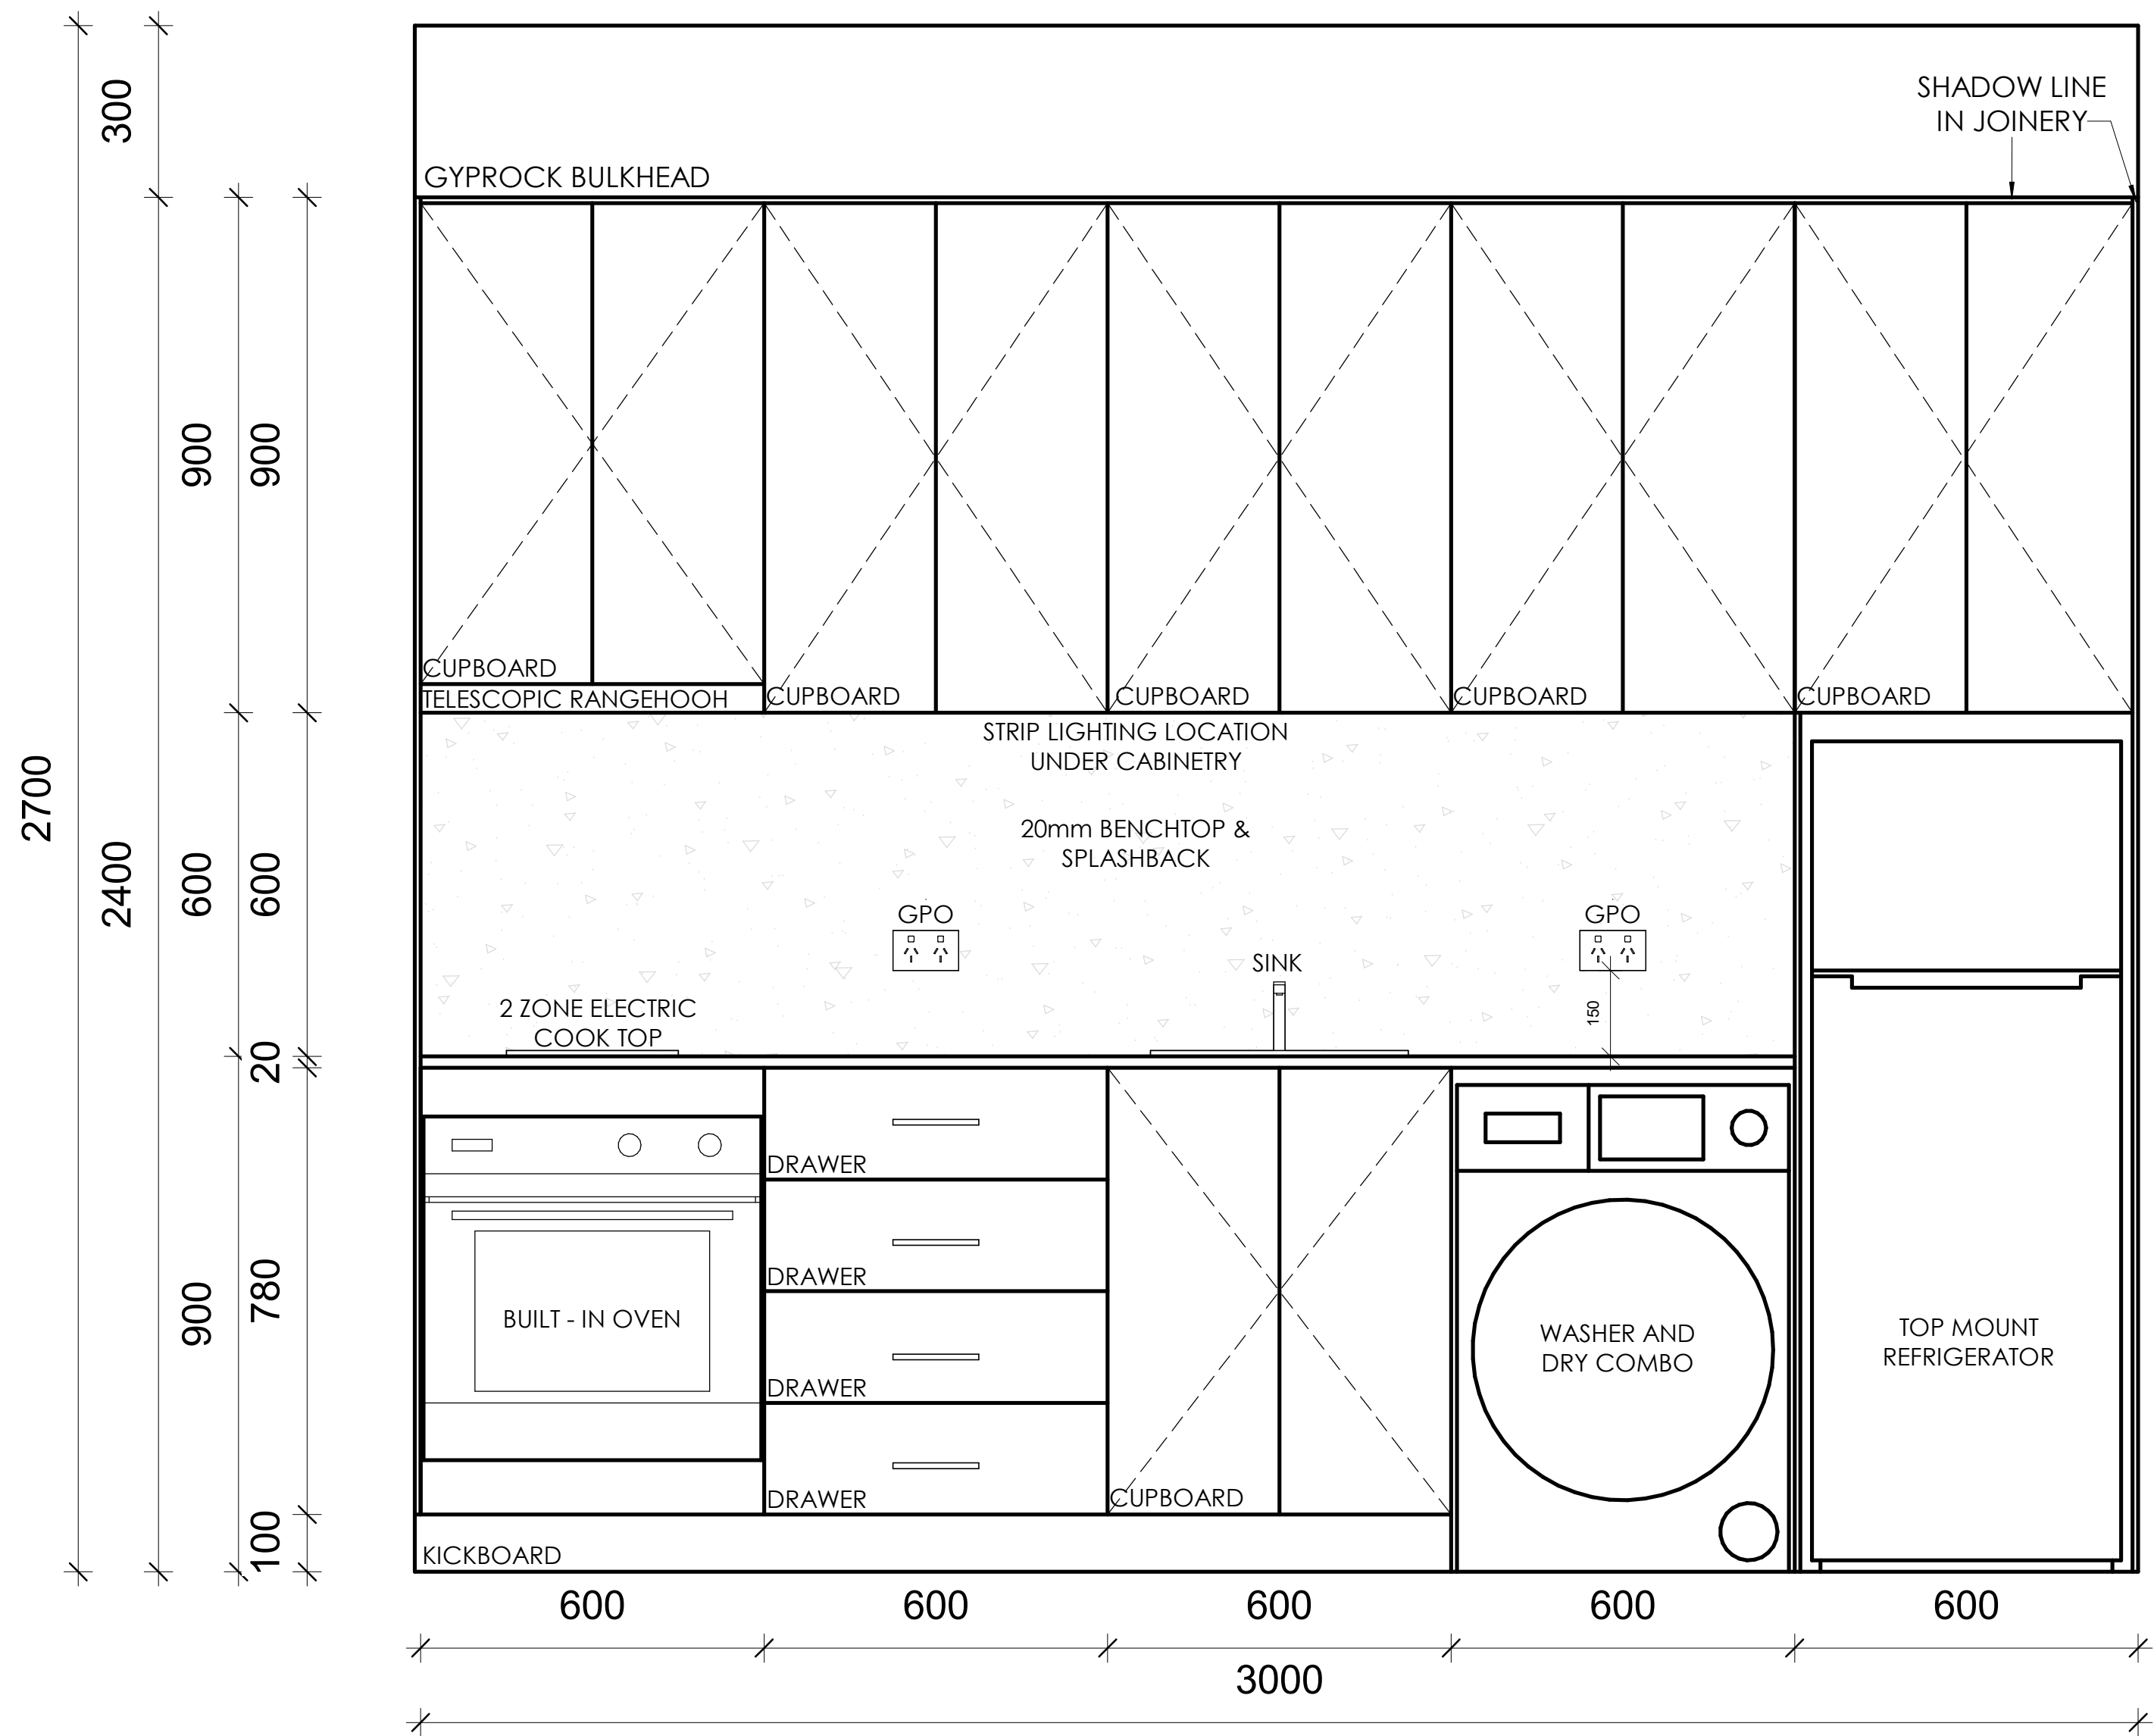 300
SHADOW LINE
IN JOINERY
GYPROCK BULKHEAD
900
900
CUPBOARD
TELESCOPIC RANGEHOOH
CUPBOARD
CUPBOARD
CUPBOARD
CUPBOARD
STRIP LIGHTING LOCATION
UNDER CABINETRY
2700
2400
600
600
20mm BENCHTOP &
SPLASHBACK
GPO
GPO
SINK
150
2 ZONE ELECTRIC
COOK TOP
20
DRAWER
DRAWER
900
780
BUILT - IN OVEN
WASHER AND
DRY COMBO
TOP MOUNT
REFRIGERATOR
DRAWER
DRAWER
CUPBOARD
100
KICKBOARD
600
600
600
600
600
3000